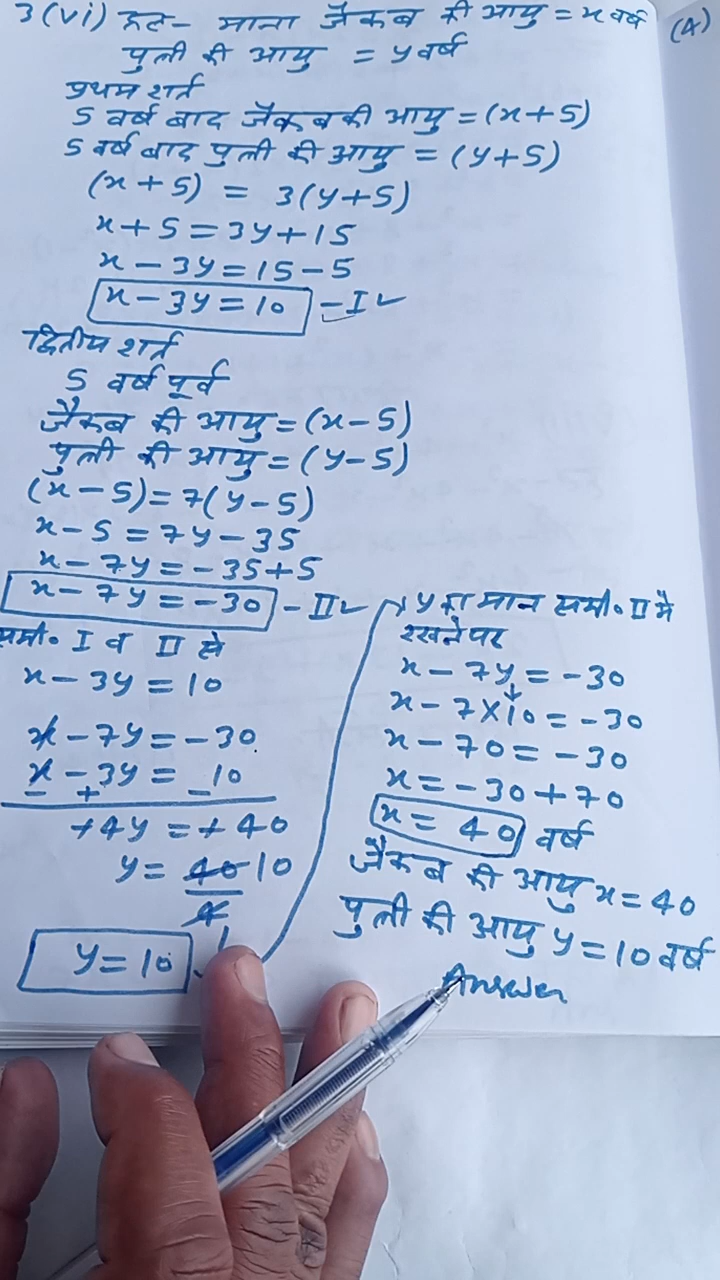 3(vi) हल- माना जैकब की आयु = x वर्ष (A)
पुत्री की आयु = y वर्ष
प्रथम शर्त
5 वर्ष बाद जैकब की आयु = (x+5)
5 वर्ष बाद पुत्री की आयु = (y+5)
(x+5) = 3(y+5)
x+5 = 3y+15
x-3y = 15-5
x-3y = 10 -I
द्वितीय शर्त
5 वर्ष पूर्व
जैकब की आयु = (x-5)
पुत्री की आयु = (y-5)
(x-5) = 7(y-5)
x-5 = 7y-35
x-7y = -35+5
x-7y = -30 -II
समी. I व II से
x-3y = 10
x-7y = -30
x-3y = 10
- + -
+4y = +40
y = 40 10
4
1
y = 10
y का मान समी. II मे
रखने पर
x-7y = -30
x-7×10 = -30
x-70 = -30
x = -30+70
x = 40 वर्ष
जैकब की आयु x = 40
पुत्री की आयु y = 10 वर्ष
Answer